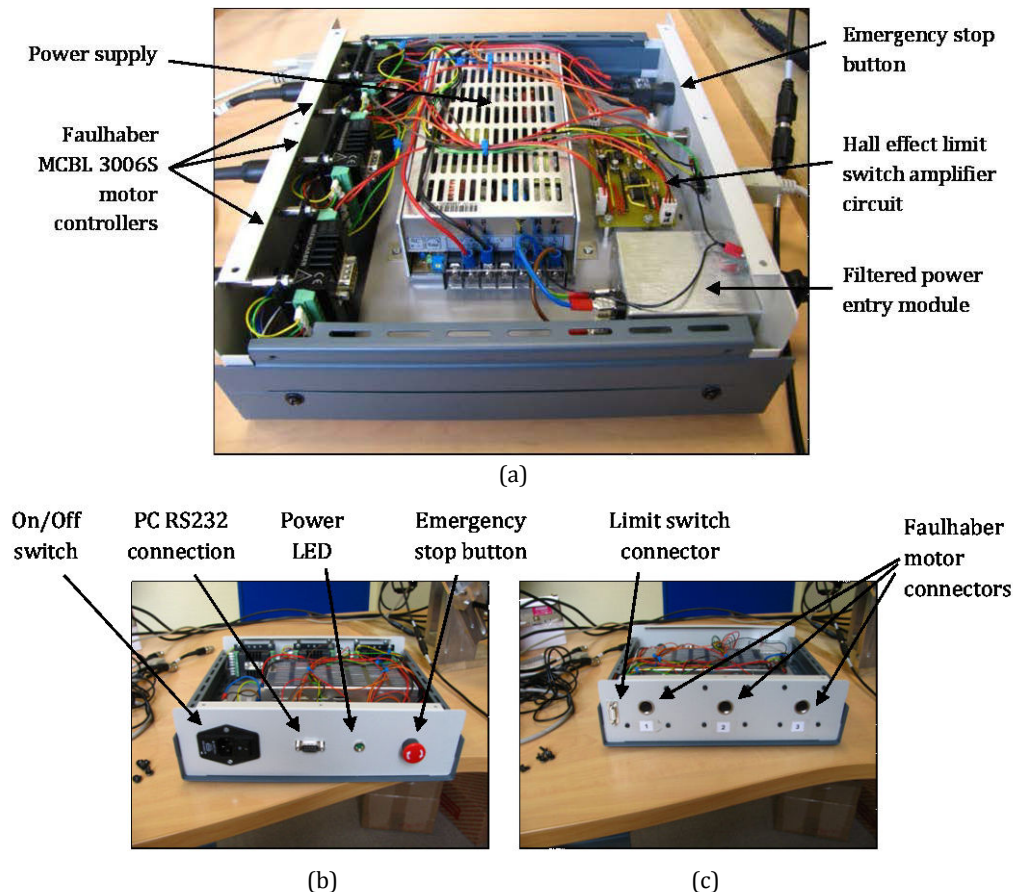 Power supply
Emergency stop
button
Faulhaber
MCBL 3006S
motor
controllers
Hall effect limit
switch amplifier
circuit
Filtered power
entry module
(a)
On/Off
switch
PC RS232
connection
Power
LED
Emergency
stop button
Limit switch
connector
Faulhaber
motor
connectors
1
2
3
(b)
(c)